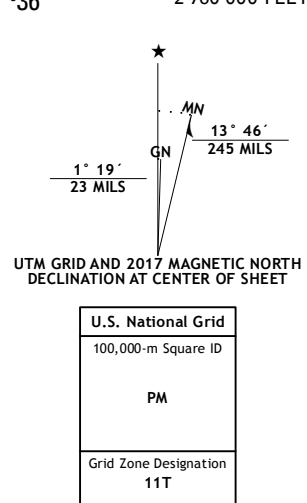 36
2 780 000 FEET
★
MN
GN
13° 46´
245 MILS
1° 19´
23 MILS
UTM GRID AND 2017 MAGNETIC NORTH
DECLINATION AT CENTER OF SHEET
U.S. National Grid
100,000-m Square ID
PM
Grid Zone Designation
11T